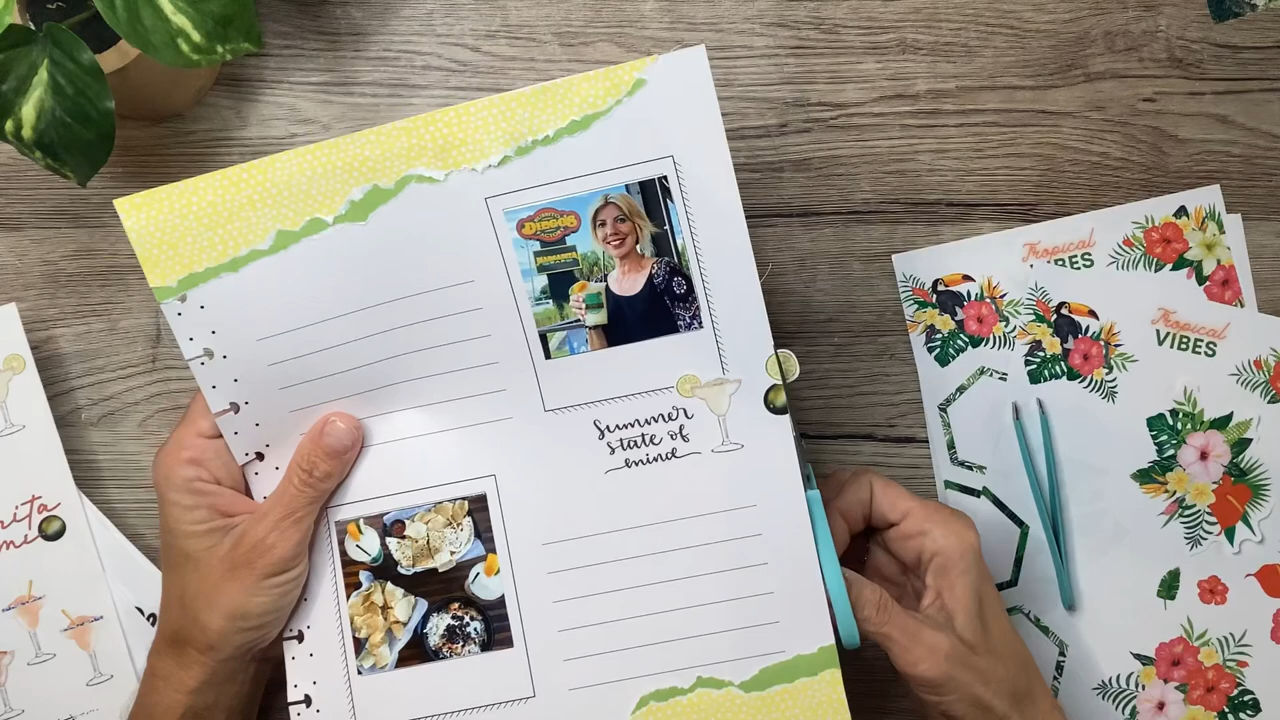 DIEGO'S
MARGARITA
Summer
state of
mind
Tropical
VIBES
Tropical
VIBES